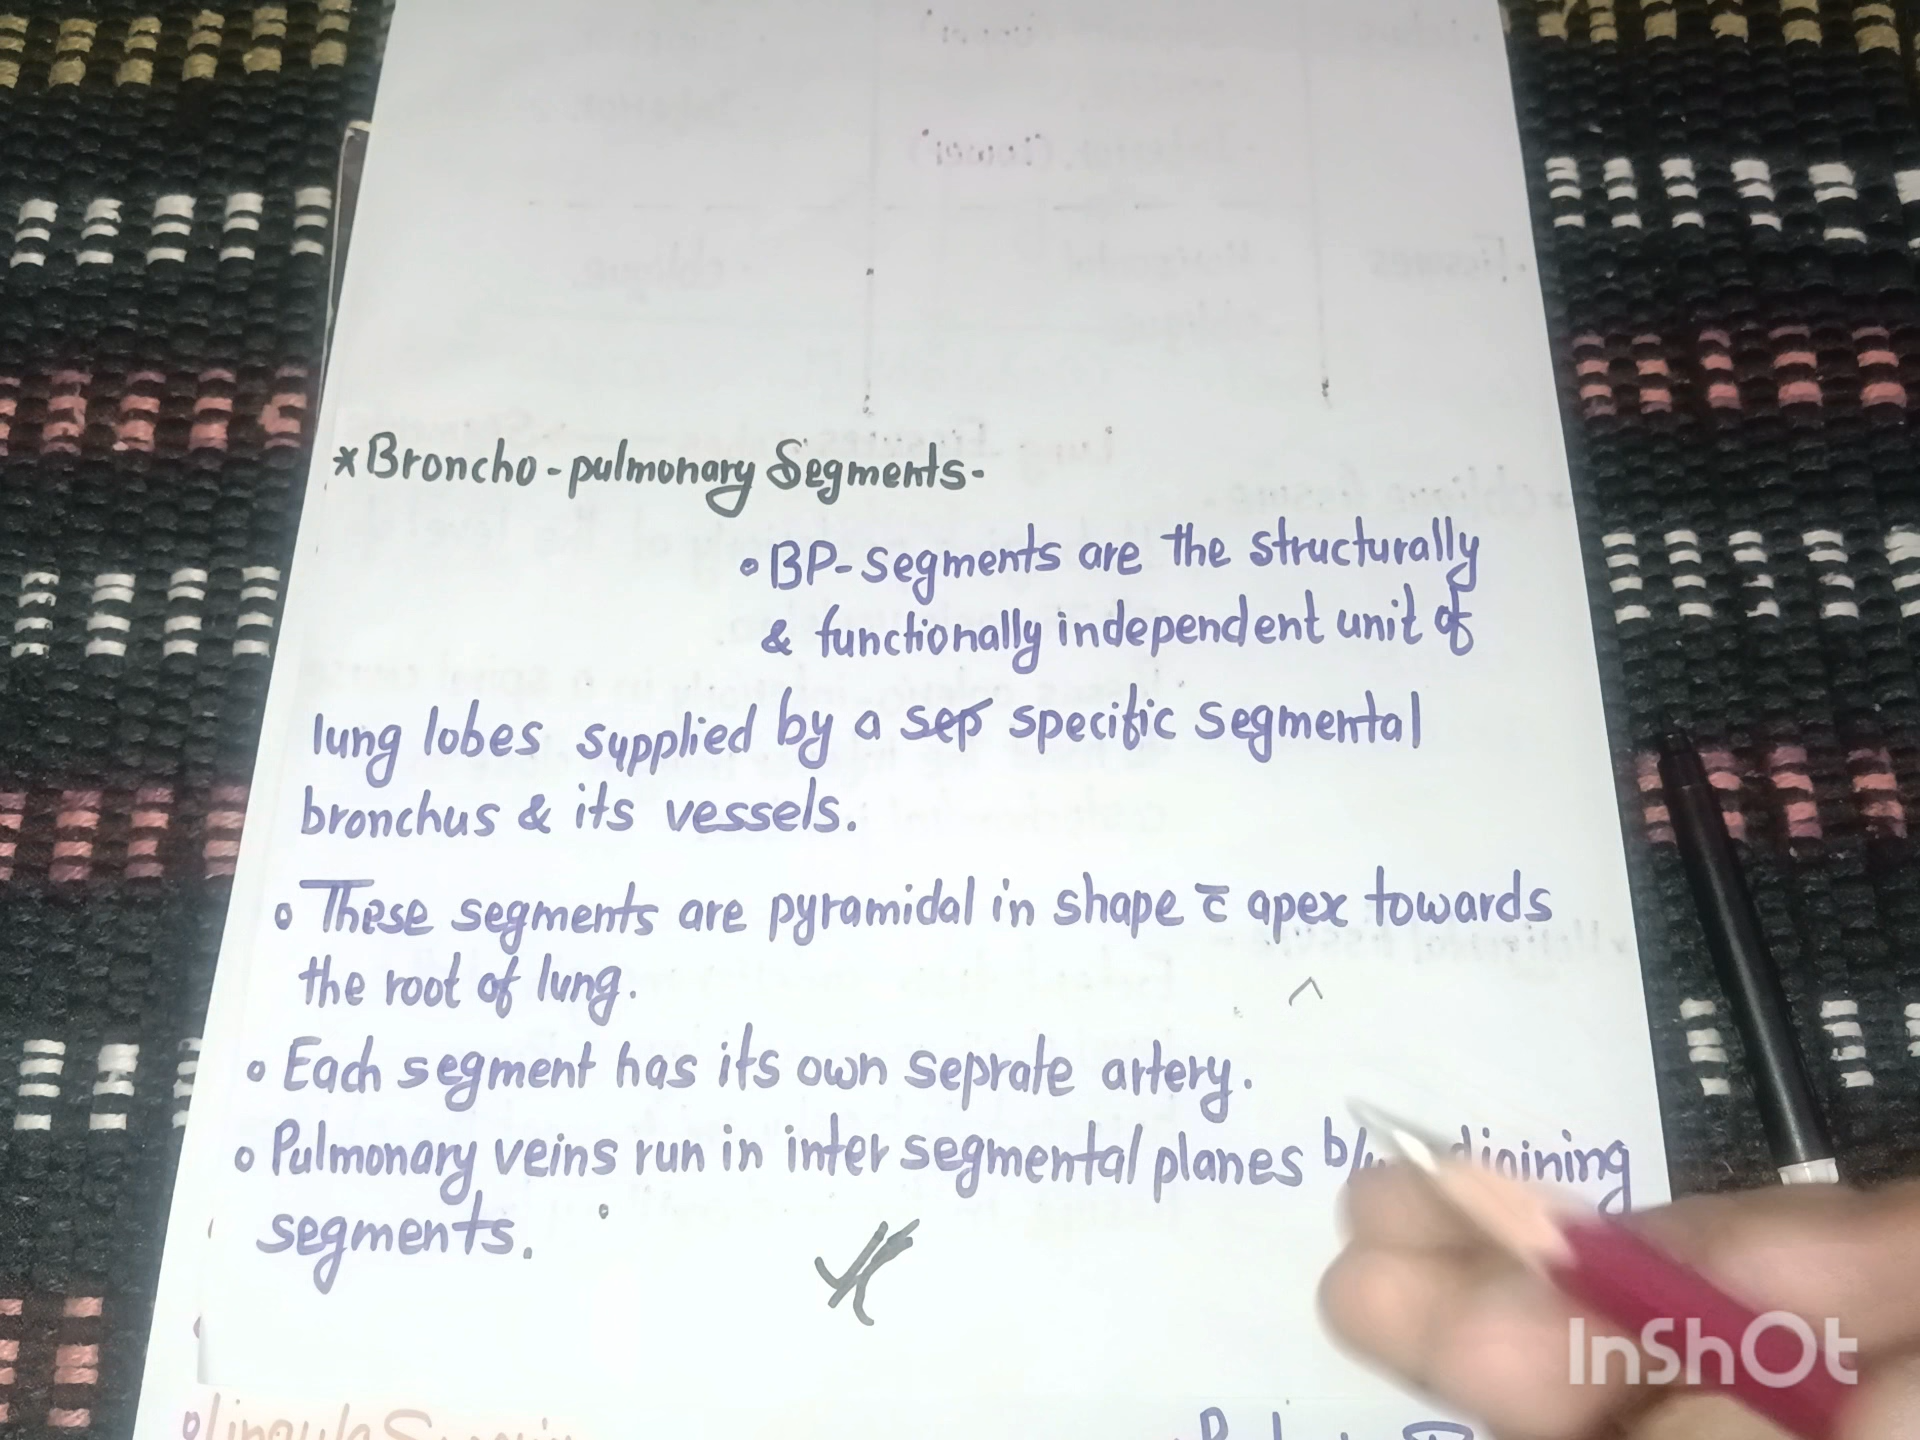 *Broncho-pulmonary Segments-
• BP-segments are the structurally
& functionally independent unit of
lung lobes supplied by a sep specific segmental
bronchus & its vessels.
• These segments are pyramidal in shape c̄ apex towards
the root of lung.
• Each segment has its own seprate artery.
• Pulmonary veins run in inter segmental planes
segments.
InShOt